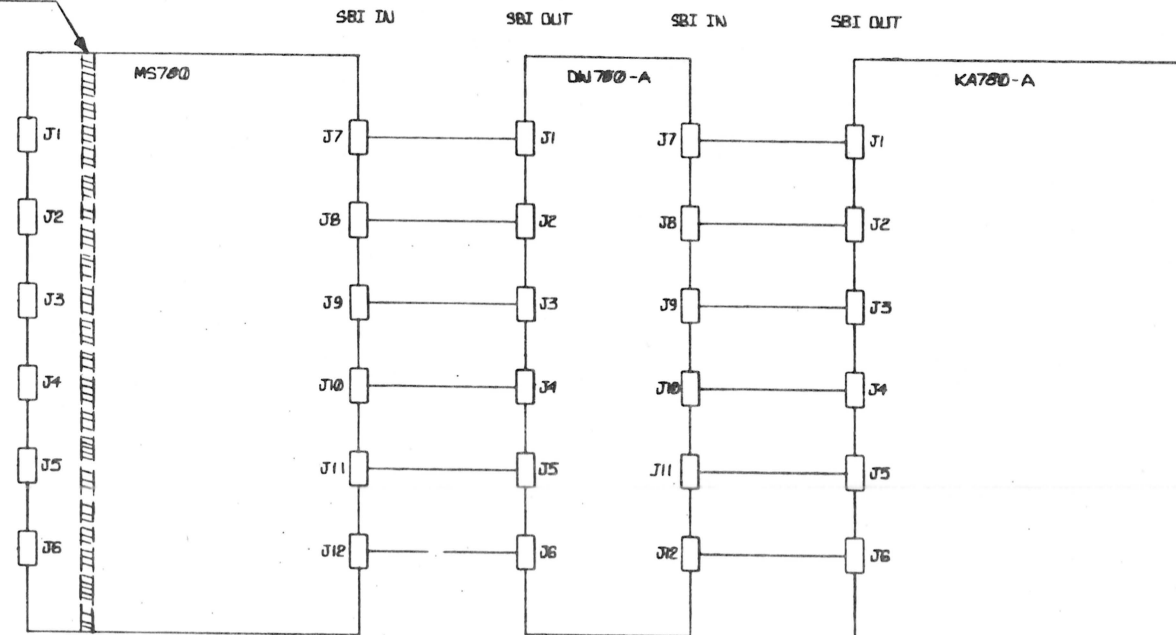 SBI IN SBI OUT SBI IN SBI OUT
MS780 DW780-A KA780-A
J1 J7 J1 J7 J1
J2 J8 J2 J8 J2
J3 J9 J3 J9 J3
J4 J10 J4 J10 J4
J5 J11 J5 J11 J5
J6 J12 J6 J12 J6